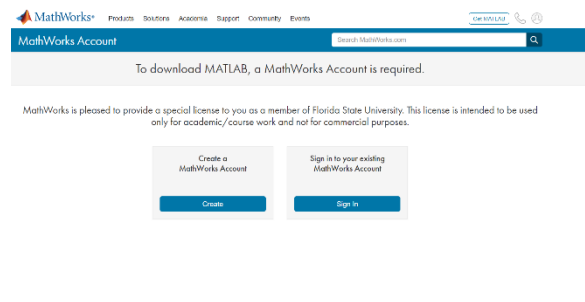 MathWorks®
Products Solutions Academia Support Community Events
Get MATLAB
MathWorks Account
Search MathWorks.com
To download MATLAB, a MathWorks Account is required.
MathWorks is pleased to provide a special license to you as a member of Florida State University. This license is intended to be used
only for academic/course work and not for commercial purposes.
Create a
MathWorks Account
Create
Sign in to your existing
MathWorks Account
Sign In